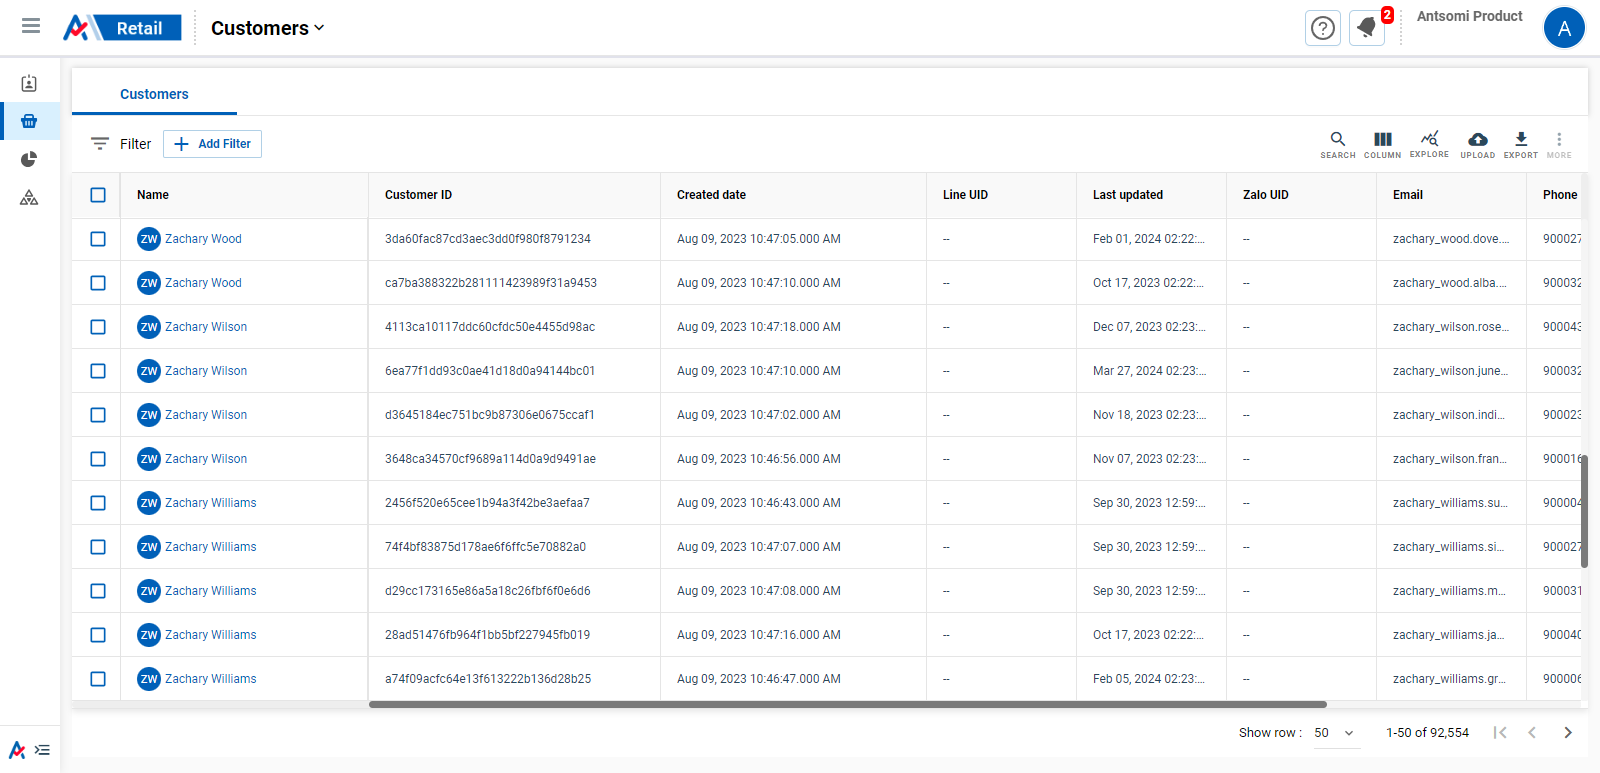 Retail
Customers
2
Antsomi Product
A
Customers
Filter
Add Filter
SEARCH
COLUMN
EXPLORE
UPLOAD
EXPORT
MORE
Name Customer ID Created date Line UID Last updated Zalo UID Email Phone
ZW Zachary Wood 3da60fac87cd3aec3dd0f980f8791234 Aug 09, 2023 10:47:05.000 AM -- Feb 01, 2024 02:22:... -- zachary_wood.dove.... 900027
ZW Zachary Wood ca7ba388322b281111423989f31a9453 Aug 09, 2023 10:47:10.000 AM -- Oct 17, 2023 02:22:... -- zachary_wood.alba.... 900032
ZW Zachary Wilson 4113ca10117ddc60cfdc50e4455d98ac Aug 09, 2023 10:47:18.000 AM -- Dec 07, 2023 02:23:... -- zachary_wilson.rose... 900043
ZW Zachary Wilson 6ea77f1dd93c0ae41d18d0a94144bc01 Aug 09, 2023 10:47:10.000 AM -- Mar 27, 2024 02:23:... -- zachary_wilson.june... 900032
ZW Zachary Wilson d3645184ec751bc9b87306e0675ccaf1 Aug 09, 2023 10:47:02.000 AM -- Nov 18, 2023 02:23:... -- zachary_wilson.indi... 900023
ZW Zachary Wilson 3648ca34570cf9689a114d0a9d9491ae Aug 09, 2023 10:46:56.000 AM -- Nov 07, 2023 02:23:... -- zachary_wilson.fran... 900016
ZW Zachary Williams 2456f520e65cee1b94a3f42be3aefaa7 Aug 09, 2023 10:46:43.000 AM -- Sep 30, 2023 12:59:... -- zachary_williams.su... 900004
ZW Zachary Williams 74f4bf83875d178ae6f6ffc5e70882a0 Aug 09, 2023 10:47:07.000 AM -- Sep 30, 2023 12:59:... -- zachary_williams.si... 900027
ZW Zachary Williams d29cc173165e86a5a18c26fbf6f0e6d6 Aug 09, 2023 10:47:08.000 AM -- Sep 30, 2023 12:59:... -- zachary_williams.m... 900031
ZW Zachary Williams 28ad51476fb964f1bb5bf227945fb019 Aug 09, 2023 10:47:16.000 AM -- Oct 17, 2023 02:22:... -- zachary_williams.ja... 900040
ZW Zachary Williams a74f09acfc64e13f613222b136d28b25 Aug 09, 2023 10:46:47.000 AM -- Feb 05, 2024 02:23:... -- zachary_williams.gr... 900006
Show row : 50 1-50 of 92,554